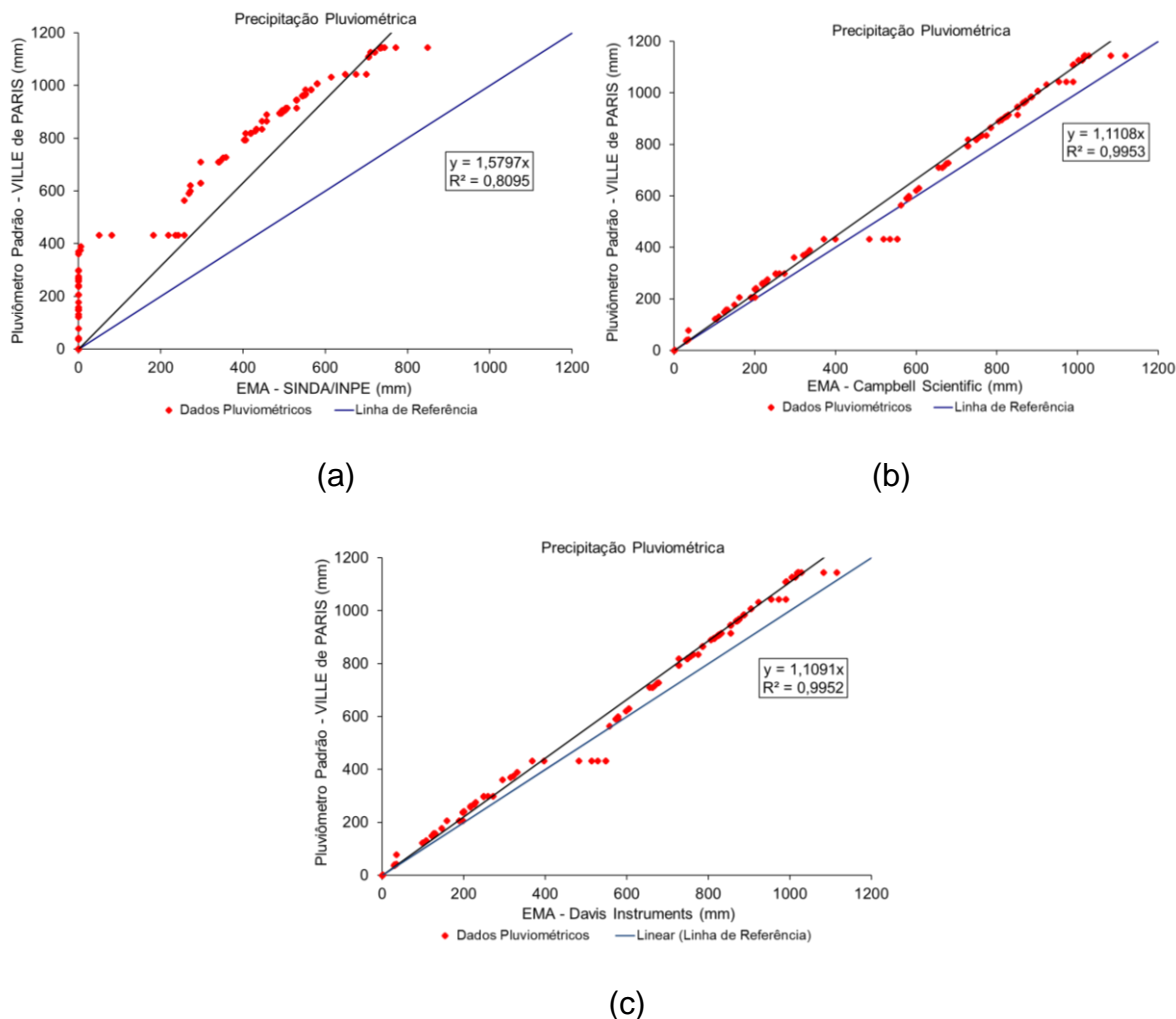 Precipitação Pluviométrica
Pluviômetro Padrão - VILLE de PARIS (mm)
1200
1000
800
600
400
200
0
y = 1,5797x
R² = 0,8095
0 200 400 600 800 1000 1200
EMA - SINDA/INPE (mm)
Dados Pluviométricos Linha de Referência
(a)
Precipitação Pluviométrica
Pluviômetro Padrão - VILLE de PARIS (mm)
1200
1000
800
600
400
200
0
y = 1,1108x
R² = 0,9953
0 200 400 600 800 1000 1200
EMA - Campbell Scientific (mm)
Dados Pluviométricos Linha de Referência
(b)
Precipitação Pluviométrica
Pluviômetro Padrão - VILLE de PARIS (mm)
1200
1000
800
600
400
200
0
y = 1,1091x
R² = 0,9952
0 200 400 600 800 1000 1200
EMA - Davis Instruments (mm)
Dados Pluviométricos Linear (Linha de Referência)
(c)